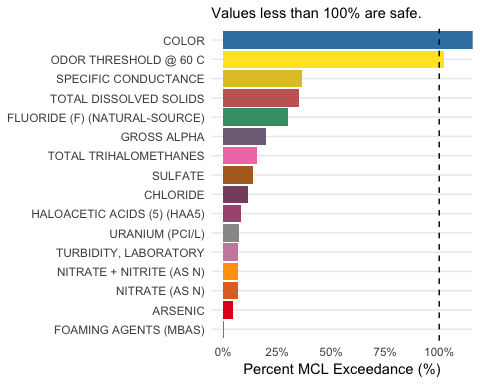 Values less than 100% are safe.
COLOR
ODOR THRESHOLD @ 60 C
SPECIFIC CONDUCTANCE
TOTAL DISSOLVED SOLIDS
FLUORIDE (F) (NATURAL-SOURCE)
GROSS ALPHA
TOTAL TRIHALOMETHANES
SULFATE
CHLORIDE
HALOACETIC ACIDS (5) (HAA5)
URANIUM (PCI/L)
TURBIDITY, LABORATORY
NITRATE + NITRITE (AS N)
NITRATE (AS N)
ARSENIC
FOAMING AGENTS (MBAS)
0% 25% 50% 75% 100%
Percent MCL Exceedance (%)